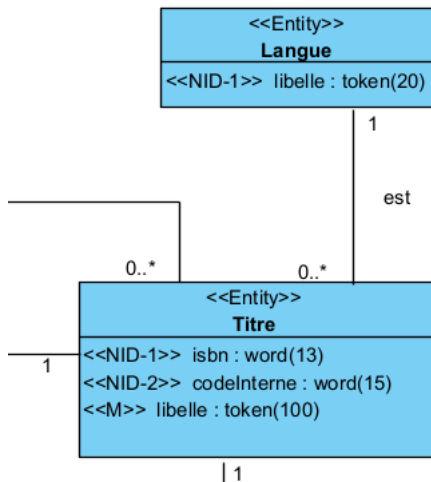 <<Entity>>
Langue
<<NID-1>> libelle : token(20)
1
est
0..*
0..*
<<Entity>>
Titre
<<NID-1>> isbn : word(13)
1
<<NID-2>> codeInterne : word(15)
<<M>> libelle : token(100)
1